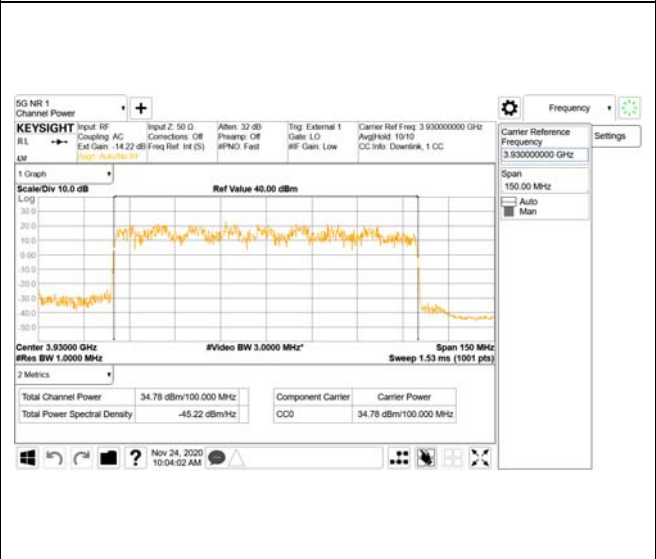 5G NR 1
Channel Power
Frequency
KEYSIGHT
Input: RF
Input Z: 50 Ω
Atten: 32 dB
Trig: External 1
Carrier Ref Freq: 3.930000000 GHz
R L
Coupling: AC
Corrections: Off
Preamp: Off
Gate: LO
Avg|Hold: 10/10
Ext Gain: -14.22 dB
Freq Ref: Int (S)
#PNO: Fast
#IF Gain: Low
CC Info: Downlink, 1 CC
Align: Auto/No RF
Carrier Reference
Frequency
3.930000000 GHz
Settings
Span
150.00 MHz
Auto
Man
1 Graph
Scale/Div 10.0 dB
Ref Value 40.00 dBm
Log
30.0
20.0
10.0
0.00
-10.0
-20.0
-30.0
-40.0
-50.0
Center 3.93000 GHz
#Video BW 3.0000 MHz*
Span 150 MHz
#Res BW 1.0000 MHz
Sweep 1.53 ms (1001 pts)
2 Metrics
Total Channel Power
34.78 dBm/100.000 MHz
Total Power Spectral Density
-45.22 dBm/Hz
Component Carrier
Carrier Power
CC0
34.78 dBm/100.000 MHz
Nov 24, 2020
10:04:02 AM